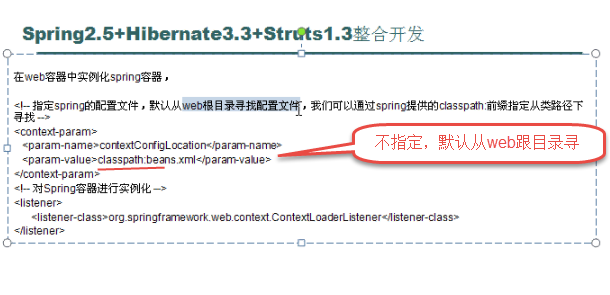 Spring2.5+Hibernate3.3+Struts1.3整合开发
在web容器中实例化spring容器，
<!-- 指定spring的配置文件，默认从web根目录寻找配置文件，我们可以通过spring提供的classpath:前缀指定从类路径下
寻找 -->
<context-param>
<param-name>contextConfigLocation</param-name>
<param-value>classpath:beans.xml</param-value>
</context-param>
<!-- 对Spring容器进行实例化 -->
<listener>
<listener-class>org.springframework.web.context.ContextLoaderListener</listener-class>
</listener>
不指定，默认从web跟目录寻